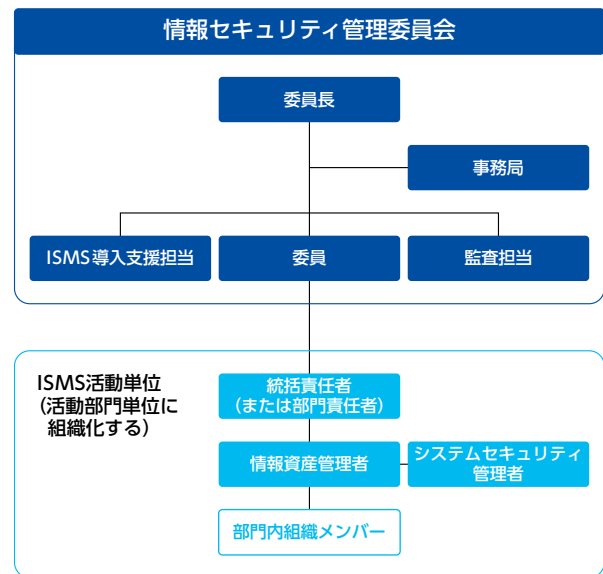 情報セキュリティ管理委員会
委員長
事務局
ISMS導入支援担当
委員
監査担当
ISMS活動単位
（活動部門単位に
組織化する）
統括責任者
（または部門責任者）
情報資産管理者
システムセキュリティ
管理者
部門内組織メンバー